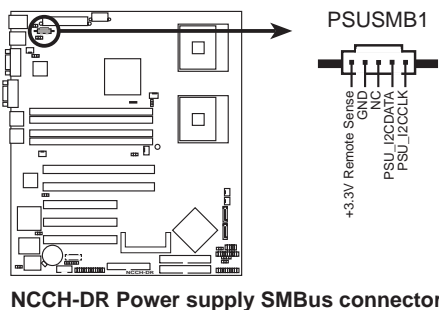 PSUSMB1
+3.3V Remote Sense
GND
NC
PSU_I2CDATA
PSU_I2CCLK
NCCH-DR
NCCH-DR Power supply SMBus connector